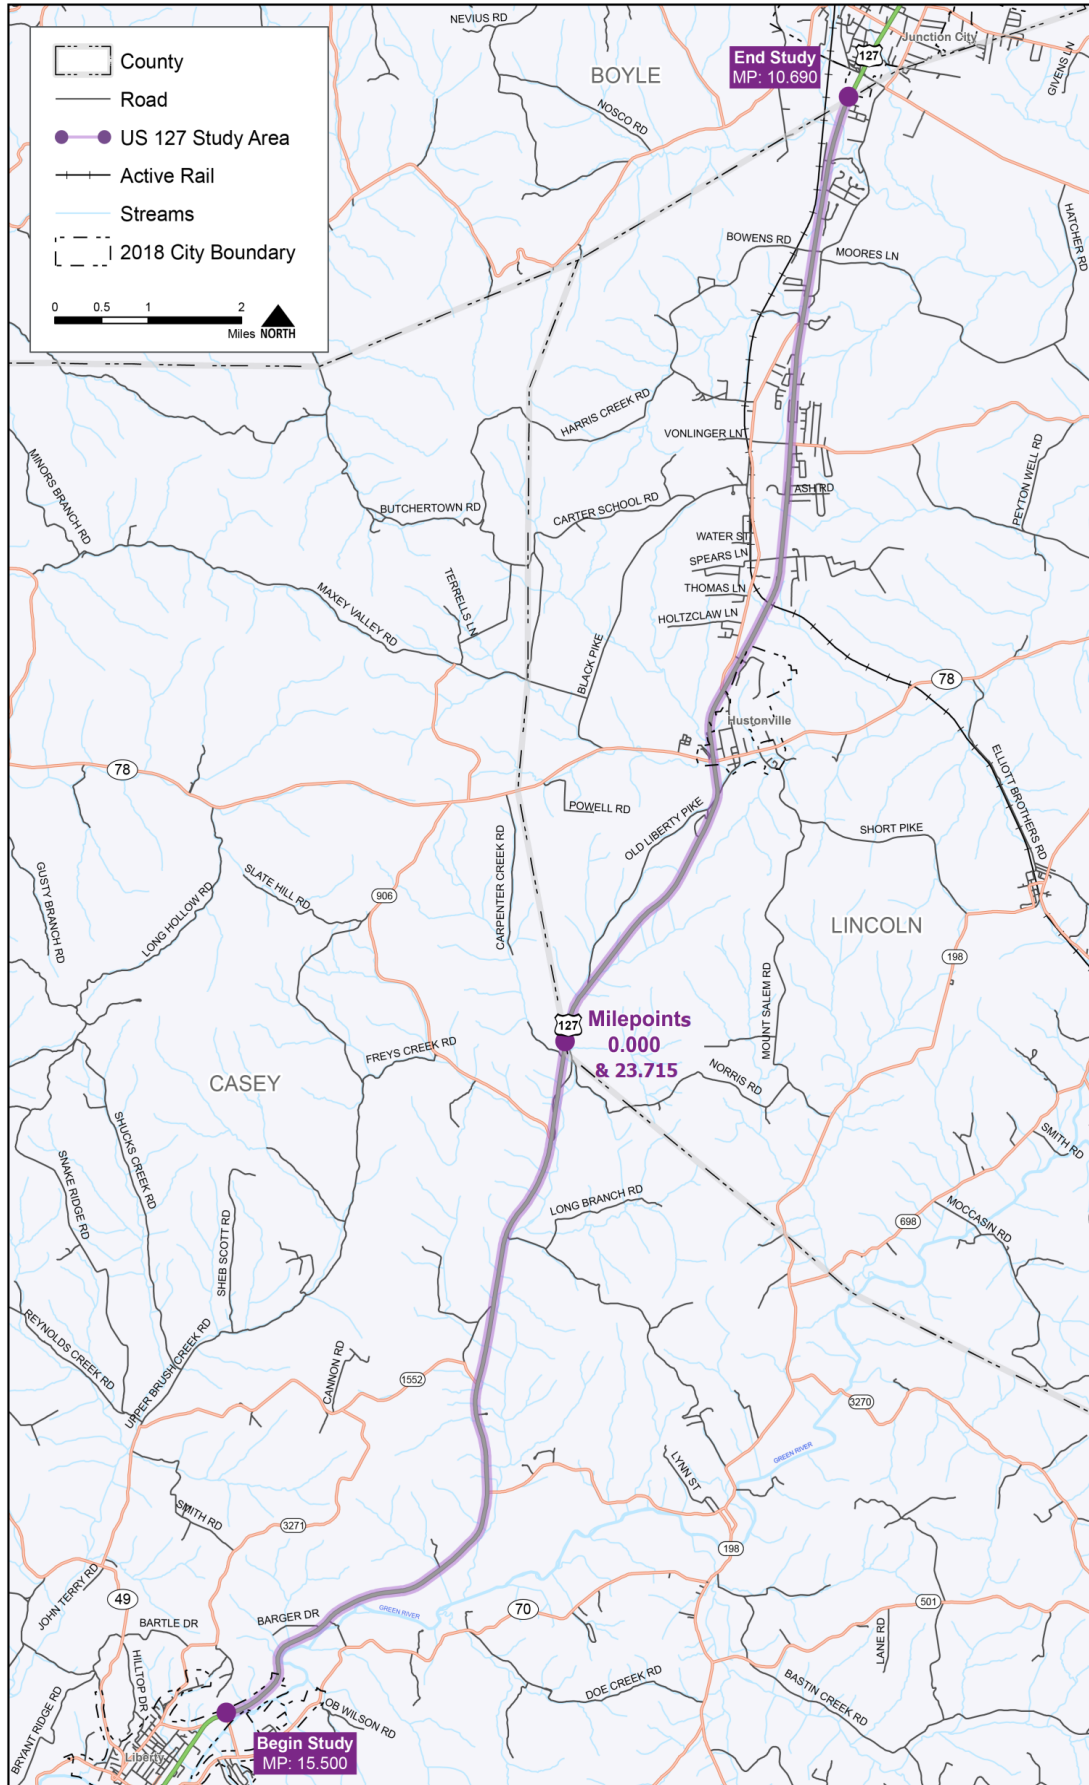 County
Road
US 127 Study Area
Active Rail
Streams
2018 City Boundary
0 0.5 1 2
Miles NORTH
NEVIUS RD
BOYLE
NOSCO RD
End Study
MP: 10.690
127
Junction City
GIVENS LN
HATCHER RD
BOWENS RD
MOORES LN
HARRIS CREEK RD
VONLINGER LN
PEYTON WELL RD
MINORS BRANCH RD
BUTCHERTOWN RD
CARTER SCHOOL RD
ASH RD
WATER ST
SPEARS LN
THOMAS LN
HOLTZCLAW LN
TERRELLS LN
MAXEY VALLEY RD
BLACK PIKE
78
Hustonville
78
POWELL RD
OLD LIBERTY PIKE
SHORT PIKE
ELLIOTT BROTHERS RD
GUSTY BRANCH RD
LONG HOLLOW RD
SLATE HILL RD
906
CARPENTER CREEK RD
LINCOLN
198
MOUNT SALEM RD
127
Milepoints
0.000
& 23.715
FREYS CREEK RD
CASEY
NORRIS RD
SMITH RD
SHUCKS CREEK RD
SNAKE RIDGE RD
SHEB SCOTT RD
LONG BRANCH RD
698
MOCCASIN RD
REYNOLDS CREEK RD
UPPER BRUSH CREEK RD
CANNON RD
1552
3270
GREEN RIVER
LYNN ST
SMITH RD
3271
198
JOHN TERRY RD
49
BARTLE DR
BARGER DR
GREEN RIVER
70
501
LANE RD
HILLTOP DR
BRYANT RIDGE RD
DOE CREEK RD
BASTIN CREEK RD
OB WILSON RD
Liberty
Begin Study
MP: 15.500